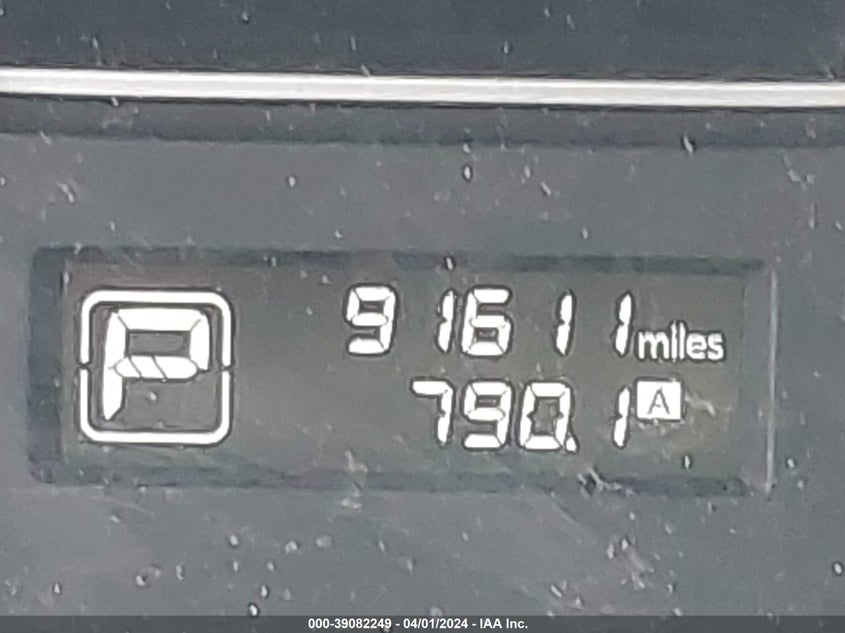 P
91611 miles
790.1 A
000-39082249 - 04/01/2024 - IAA Inc.